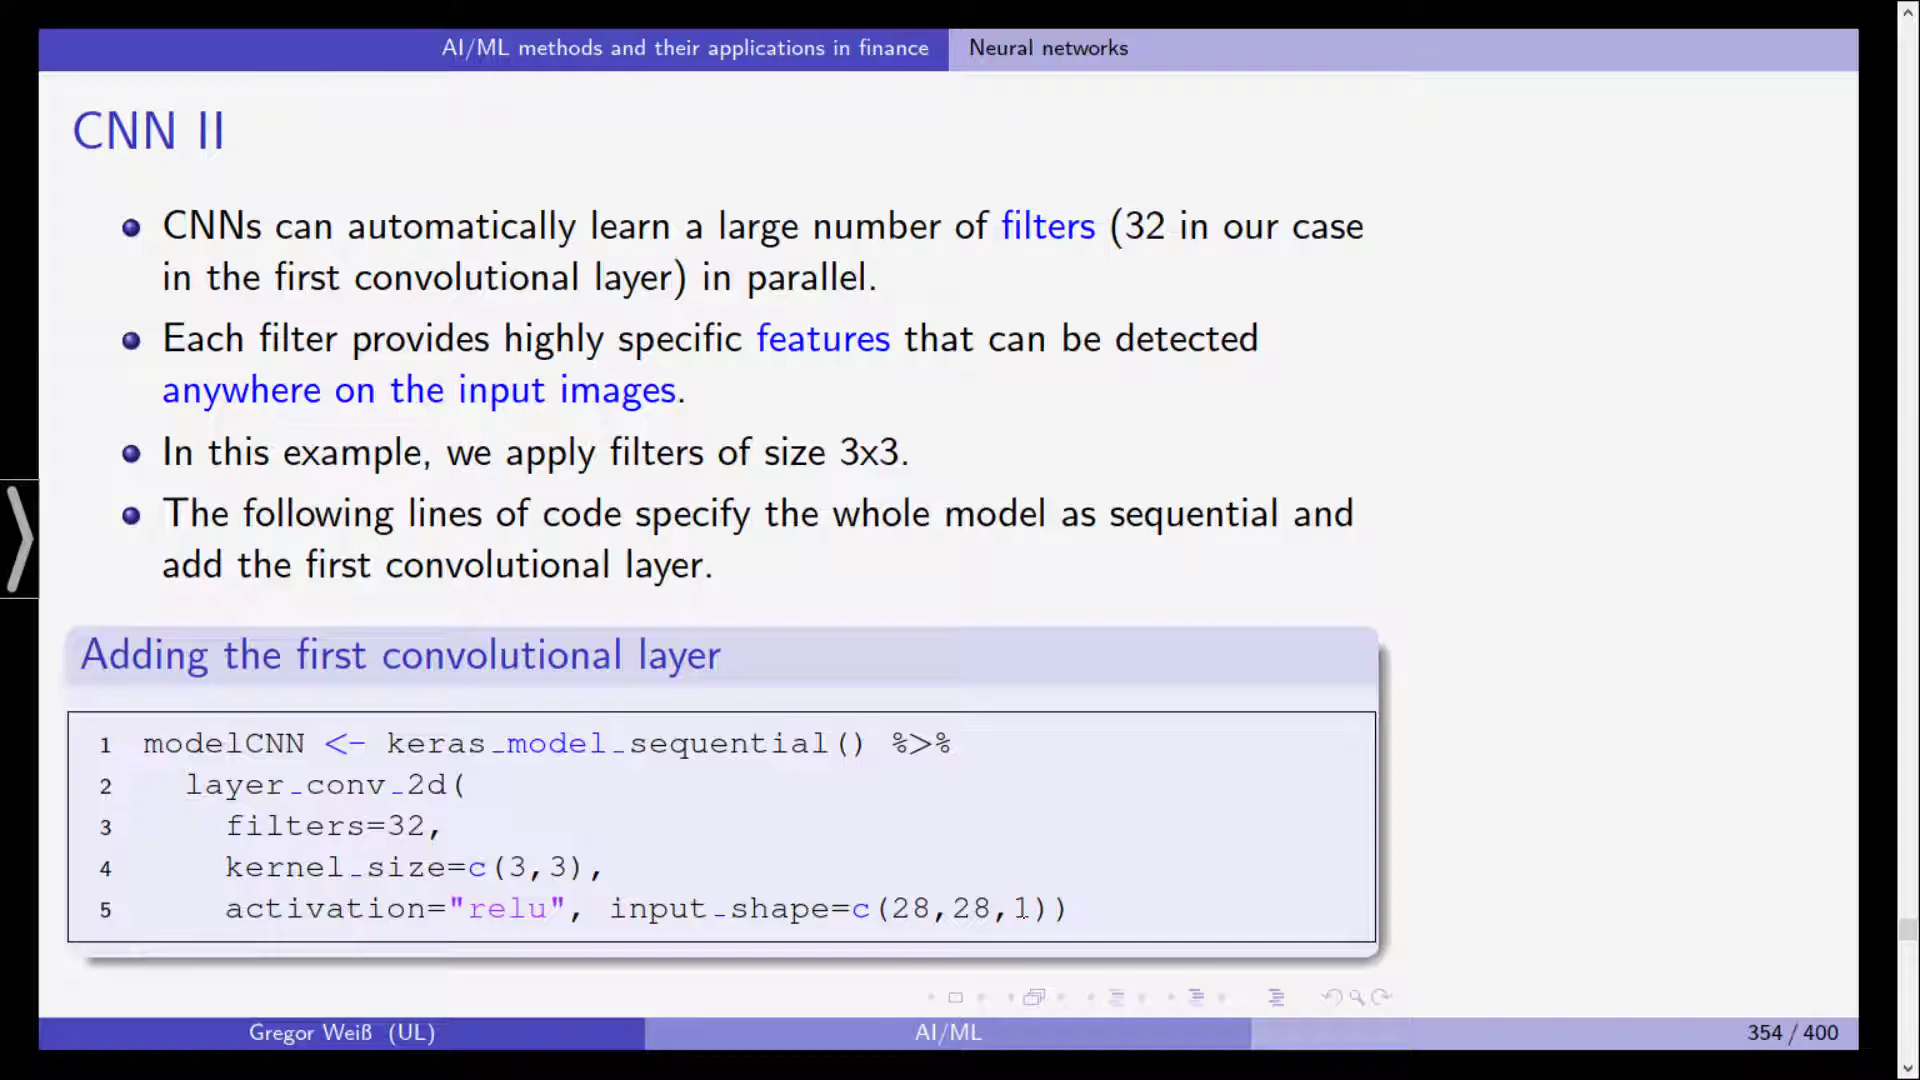 AI/ML methods and their applications in finance Neural networks
CNN II
CNNs can automatically learn a large number of filters (32 in our case
in the first convolutional layer) in parallel.
Each filter provides highly specific features that can be detected
anywhere on the input images.
In this example, we apply filters of size 3x3.
The following lines of code specify the whole model as sequential and
add the first convolutional layer.
Adding the first convolutional layer
1 modelCNN <- keras_model_sequential() %>%
2 layer_conv_2d(
3 filters=32,
4 kernel_size=c(3,3),
5 activation="relu", input_shape=c(28,28,1))
Gregor Weiß (UL) AI/ML 354 / 400